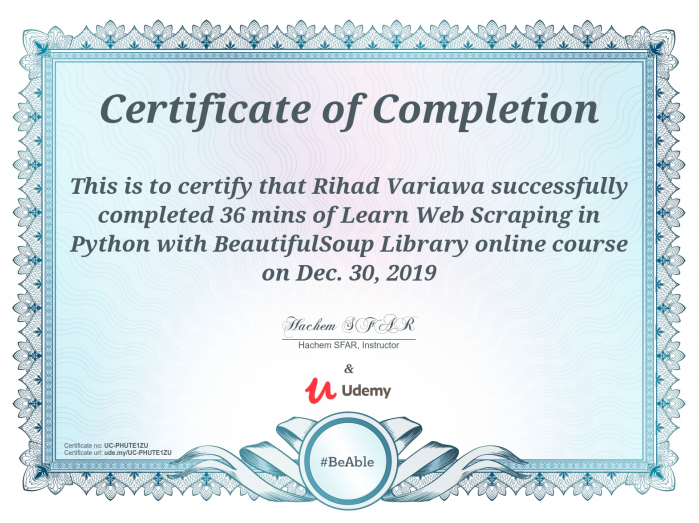 Certificate of Completion
This is to certify that Rihad Variawa successfully
completed 36 mins of Learn Web Scraping in
Python with BeautifulSoup Library online course
on Dec. 30, 2019
Hachem SFAR
Hachem SFAR, Instructor
&
Udemy
Certificate no: UC-PHUTE1ZU
Certificate url: ude.my/UC-PHUTE1ZU
#BeAble